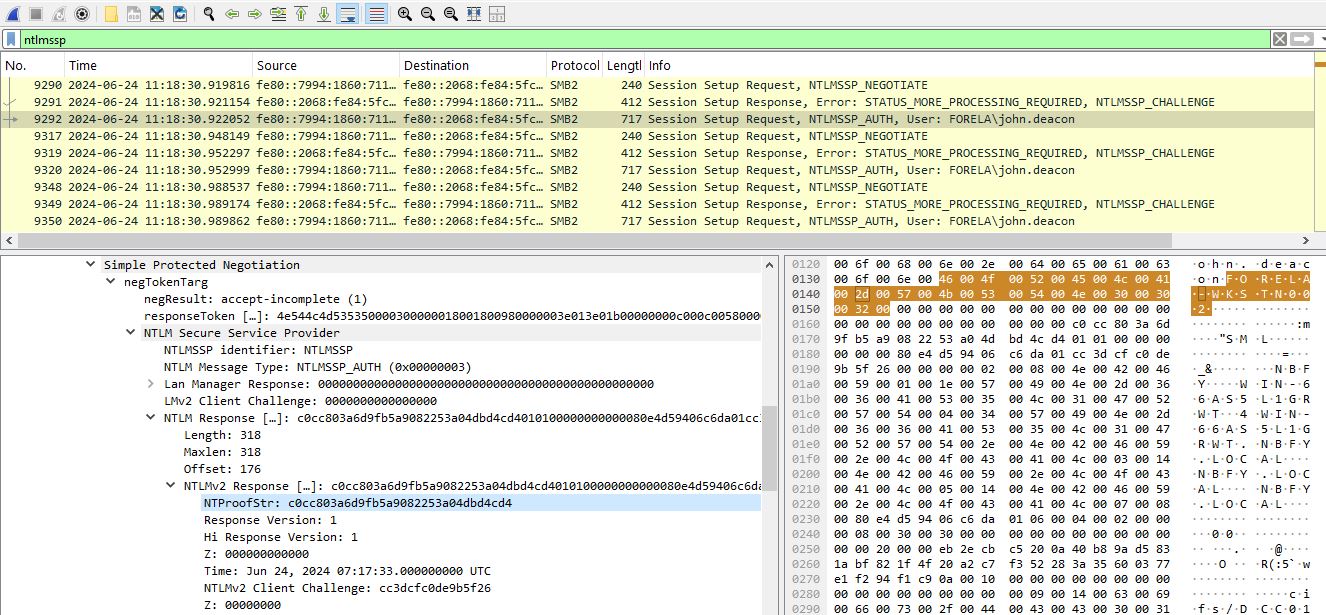 ntlmssp
No. Time Source Destination Protocol Lengtl Info
9290 2024-06-24 11:18:30.919816 fe80::7994:1860:711… fe80::2068:fe84:5fc… SMB2 240 Session Setup Request, NTLMSSP_NEGOTIATE
9291 2024-06-24 11:18:30.921154 fe80::2068:fe84:5fc… fe80::7994:1860:711… SMB2 412 Session Setup Response, Error: STATUS_MORE_PROCESSING_REQUIRED, NTLMSSP_CHALLENGE
9292 2024-06-24 11:18:30.922052 fe80::7994:1860:711… fe80::2068:fe84:5fc… SMB2 717 Session Setup Request, NTLMSSP_AUTH, User: FORELA\john.deacon
9317 2024-06-24 11:18:30.948149 fe80::7994:1860:711… fe80::2068:fe84:5fc… SMB2 240 Session Setup Request, NTLMSSP_NEGOTIATE
9319 2024-06-24 11:18:30.952297 fe80::2068:fe84:5fc… fe80::7994:1860:711… SMB2 412 Session Setup Response, Error: STATUS_MORE_PROCESSING_REQUIRED, NTLMSSP_CHALLENGE
9320 2024-06-24 11:18:30.952999 fe80::7994:1860:711… fe80::2068:fe84:5fc… SMB2 717 Session Setup Request, NTLMSSP_AUTH, User: FORELA\john.deacon
9348 2024-06-24 11:18:30.988537 fe80::7994:1860:711… fe80::2068:fe84:5fc… SMB2 240 Session Setup Request, NTLMSSP_NEGOTIATE
9349 2024-06-24 11:18:30.989174 fe80::2068:fe84:5fc… fe80::7994:1860:711… SMB2 412 Session Setup Response, Error: STATUS_MORE_PROCESSING_REQUIRED, NTLMSSP_CHALLENGE
9350 2024-06-24 11:18:30.989862 fe80::7994:1860:711… fe80::2068:fe84:5fc… SMB2 717 Session Setup Request, NTLMSSP_AUTH, User: FORELA\john.deacon
Simple Protected Negotiation
negTokenTarg
negResult: accept-incomplete (1)
responseToken […]: 4e544c4d53535000030000001800180098000000 3e013e01b00000000c000c00580000
NTLM Secure Service Provider
NTLMSSP identifier: NTLMSSP
NTLM Message Type: NTLMSSP_AUTH (0x00000003)
Lan Manager Response: 000000000000000000000000000000000000000000000000
LMv2 Client Challenge: 0000000000000000
NTLM Response […]: c0cc803a6d9fb5a9082253a04dbd4cd4010100000000000080e4d59406c6da01cc3
Length: 318
Maxlen: 318
Offset: 176
NTLMv2 Response […]: c0cc803a6d9fb5a9082253a04dbd4cd4010100000000000080e4d59406c6da
NTProofStr: c0cc803a6d9fb5a9082253a04dbd4cd4
Response Version: 1
Hi Response Version: 1
Z: 000000000000
Time: Jun 24, 2024 07:17:33.000000000 UTC
NTLMv2 Client Challenge: cc3dcfc0de9b5f26
Z: 00000000
0120 00 6f 00 68 00 6e 00 2e 00 64 00 65 00 61 00 63 ·o·h·n·.·d·e·a·c
0130 00 6f 00 6e 00 46 00 4f 00 52 00 45 00 4c 00 41 ·o·n·F·O·R·E·L·A
0140 00 2d 00 57 00 4b 00 53 00 54 00 4e 00 30 00 30 ·-·W·K·S·T·N·0·0
0150 00 32 00 00 00 00 00 00 00 00 00 00 00 00 00 00 ·2··············
0160 00 00 00 00 00 00 00 00 00 00 00 00 c0 cc 80 3a 6d
0170 9f b5 a9 08 22 53 a0 4d bd 4c d4 01 01 00 00 00
0180 00 00 00 80 e4 d5 94 06 c6 da 01 cc 3d cf c0 de
0190 9b 5f 26 00 00 00 00 02 00 08 00 4e 00 42 00 46
01a0 00 59 00 01 00 1e 00 57 00 49 00 4e 00 2d 00 36
01b0 00 36 00 41 00 53 00 35 00 4c 00 31 00 47 00 52
01c0 00 57 00 54 00 04 00 34 00 57 00 49 00 4e 00 2d
01d0 00 36 00 36 00 41 00 53 00 35 00 4c 00 31 00 47
01e0 00 52 00 57 00 54 00 2e 00 4e 00 42 00 46 00 59
01f0 00 2e 00 4c 00 4f 00 43 00 41 00 4c 00 03 00 14
0200 00 4e 00 42 00 46 00 59 00 2e 00 4c 00 4f 00 43
0210 00 41 00 4c 00 05 00 14 00 4e 00 42 00 46 00 59
0220 00 2e 00 4c 00 4f 00 43 00 41 00 4c 00 07 00 08
0230 00 80 e4 d5 94 06 c6 da 01 06 00 04 00 02 00 00
0240 00 08 00 30 00 30 00 00 00 00 00 00 00 00 00 00
0250 00 00 20 00 00 eb 2e cb c5 20 0a 40 b8 9a d5 83
0260 1a bf 82 1f 4f 20 a2 c7 f3 52 28 3a 35 60 03 77
0270 e1 f2 94 f1 c9 0a 00 10 00 00 00 00 00 00 00 00
0280 00 00 00 00 00 00 00 00 09 00 14 00 63 00 69
0290 00 66 00 73 00 2f 00 44 00 43 00 43 00 30 00 31